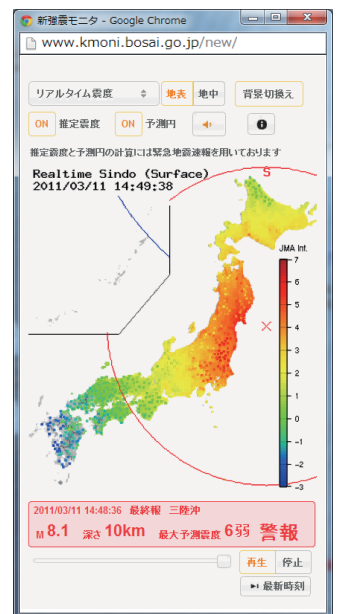 新強震モニタ - Google Chrome
www.kmoni.bosai.go.jp/new/
リアルタイム震度 地表 地中 背景切換え
ON 推定震度 ON 予測円
推定震度と予測円の計算には緊急地震速報を用いております
Realtime Sindo (Surface)
2011/03/11 14:49:38
S
JMA Int.
7
6
5
4
3
2
1
0
-1
-2
-3
2011/03/11 14:48:36 最終報 三陸沖
M 8.1 深さ 10km 最大予測震度 6弱 警報
再生 停止
最新時刻